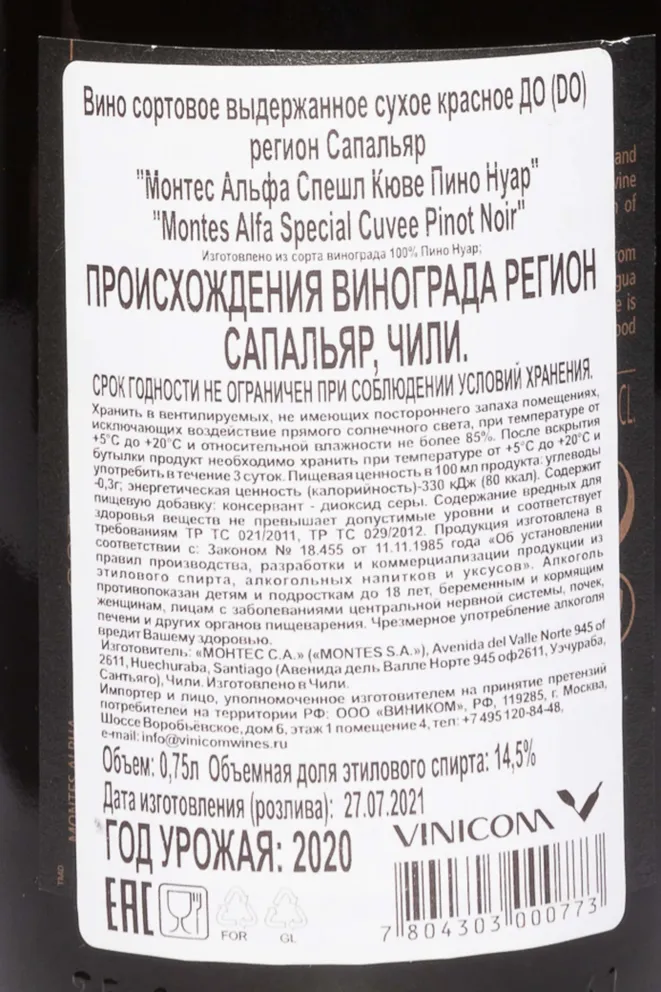 Вино сортовое выдержанное сухое красное ДО (DO)
регион Сапальяр
"Монтес Альфа Спешл Кюве Пино Нуар"
"Montes Alfa Special Cuvee Pinot Noir"
Изготовлено из сорта винограда 100% Пино Нуар;
ПРОИСХОЖДЕНИЯ ВИНОГРАДА РЕГИОН
САПАЛЬЯР, ЧИЛИ.
СРОК ГОДНОСТИ НЕ ОГРАНИЧЕН ПРИ СОБЛЮДЕНИИ УСЛОВИЙ ХРАНЕНИЯ.
Хранить в вентилируемых, не имеющих постороннего запаха помещениях,
исключающих воздействие прямого солнечного света, при температуре от
+5°C до +20°C и относительной влажности не более 85%. После вскрытия
бутылки продукт необходимо хранить при температуре от +5°C до +20°C и
употребить в течение 3 суток. Пищевая ценность в 100 мл продукта: углеводы
-0,3г; энергетическая ценность (калорийность)-330 кДж (80 ккал). Содержит
пищевую добавку: консервант - диоксид серы. Содержание вредных для
здоровья веществ не превышает допустимые уровни и соответствует
требованиям ТР ТС 021/2011, ТР ТС 029/2012. Продукция изготовлена в
соответствии с: Законом № 18.455 от 11.11.1985 года «Об установлении
правил производства, разработки и коммерциализации продукции из
этилового спирта, алкогольных напитков и уксусов». Алкоголь
противопоказан детям и подросткам до 18 лет, беременным и кормящим
женщинам, лицам с заболеваниями центральной нервной системы, почек,
печени и других органов пищеварения. Чрезмерное употребление алкоголя
вредит Вашему здоровью.
Изготовитель: «МОНТЕС С.А.» («MONTES S.A.»), Avenida del Valle Norte 945 of
2611, Huechuraba, Santiago (Авенида дель Валле Норте 945 оф2611, Уэчураба,
Сантьяго), Чили. Изготовлено в Чили.
Импортер и лицо, уполномоченное изготовителем на принятие претензий
потребителей на территории РФ: ООО «ВИНИКОМ», РФ, 119285, г. Москва,
Шоссе Воробьёвское, дом 6, этаж 1 помещение 4, тел: +7 495 120-84-48,
e-mail: info@vinicomwines.ru
Объем: 0,75л Объемная доля этилового спирта: 14,5%
Дата изготовления (розлива): 27.07.2021
ГОД УРОЖАЯ: 2020
VINICOM
EAC
FOR
GL
7 804303 000773
and
of
CL.
MONTES ALPHA